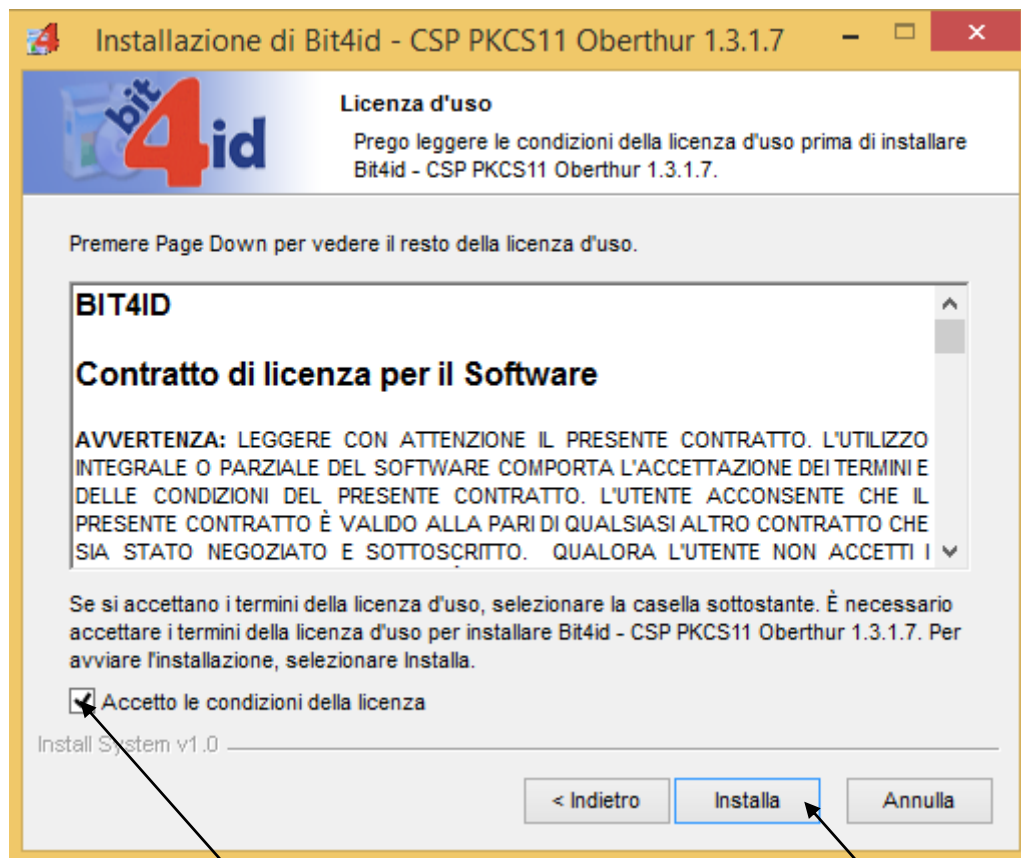 Installazione di Bit4id - CSP PKCS11 Oberthur 1.3.1.7
bit
4id
Licenza d'uso
Prego leggere le condizioni della licenza d'uso prima di installare
Bit4id - CSP PKCS11 Oberthur 1.3.1.7.
Premere Page Down per vedere il resto della licenza d'uso.
BIT4ID
Contratto di licenza per il Software
AVVERTENZA: LEGGERE CON ATTENZIONE IL PRESENTE CONTRATTO. L'UTILIZZO
INTEGRALE O PARZIALE DEL SOFTWARE COMPORTA L'ACCETTAZIONE DEI TERMINI E
DELLE CONDIZIONI DEL PRESENTE CONTRATTO. L'UTENTE ACCONSENTE CHE IL
PRESENTE CONTRATTO È VALIDO ALLA PARI DI QUALSIASI ALTRO CONTRATTO CHE
SIA STATO NEGOZIATO E SOTTOSCRITTO. QUALORA L'UTENTE NON ACCETTI I
Se si accettano i termini della licenza d'uso, selezionare la casella sottostante. È necessario
accettare i termini della licenza d'uso per installare Bit4id - CSP PKCS11 Oberthur 1.3.1.7. Per
avviare l'installazione, selezionare Installa.
Accetto le condizioni della licenza
Install System v1.0
< Indietro
Installa
Annulla